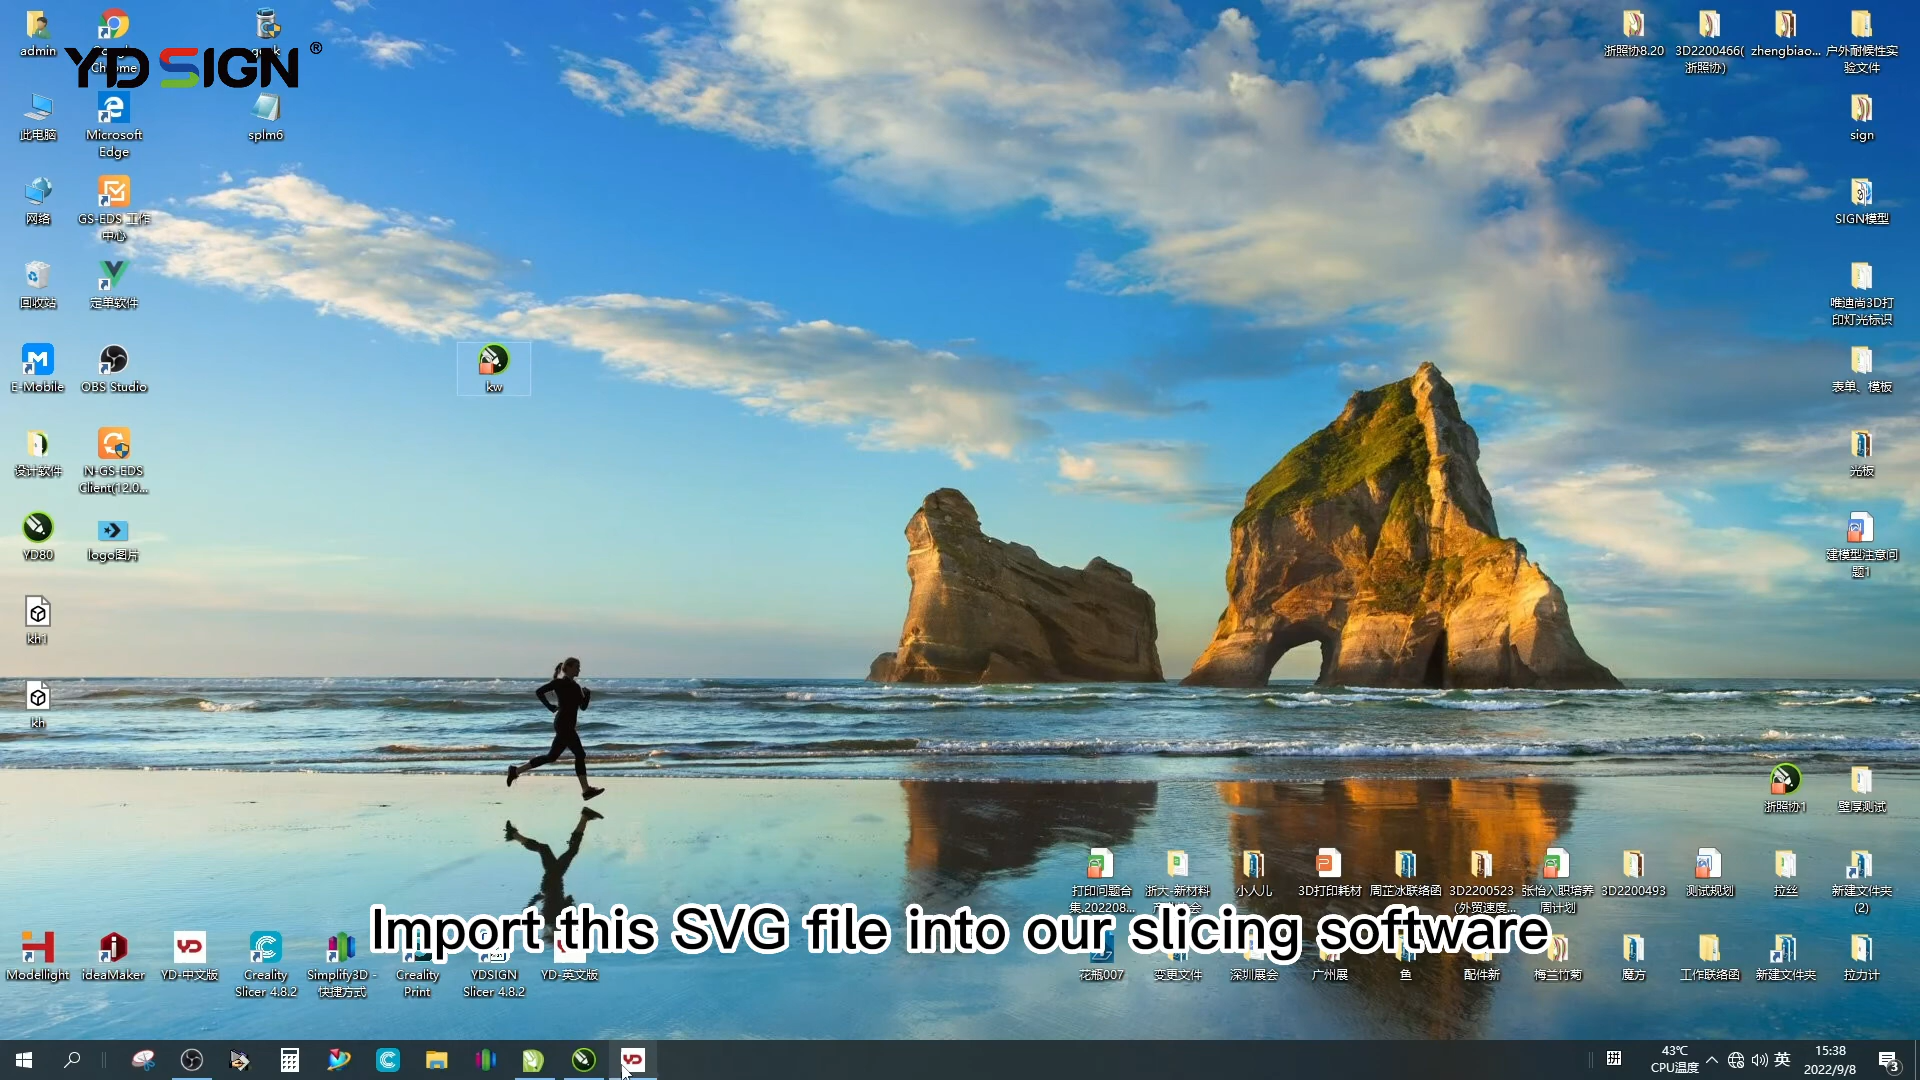 admin
YDSIGN®
Chrome
浙照协8.20
3D2200466(
浙照协)
zhengbiao...
户外耐候性实
验文件
此电脑
Microsoft
Edge
splm6
sign
网络
GS-EDS 工作
中心
SIGN模型
回收站
定单软件
唯迪尚3D打
印灯光标识
E-Mobile
OBS Studio
kw
表单、模板
设计软件
N-GS-EDS
Client(12.0...
光板
YD80
logo图片
建模型注意问
题1
kh1
kh
浙照协1
壁厚测试
打印问题合
集.202208...
浙大-新材料
小人儿
3D打印耗材
周芷冰联络函
3D2200523
(外贸速度...
张怡入职培养
周计划
3D2200493
测试规划
拉丝
新建文件夹
(2)
Import this SVG file into our slicing software
Modellight
ideaMaker
YD-中文版
Creality
Slicer 4.8.2
Simplify3D -
快捷方式
Creality
Print
YDSIGN
Slicer 4.8.2
YD-英文版
花瓶007
变更文件
深圳展会
广州展
鱼
配件新
梅兰竹菊
魔方
工作联络函
新建文件夹
拉力计
43℃
CPU温度
英
15:38
2022/9/8
3